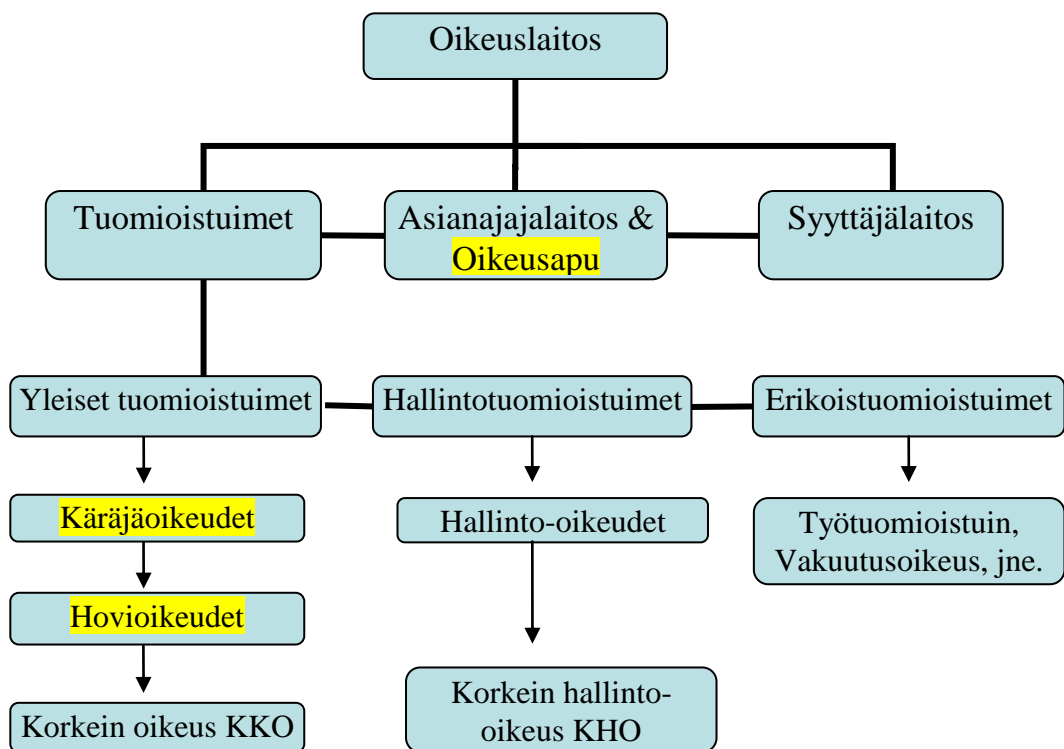 Oikeuslaitos
Tuomioistuimet
Asianajajalaitos &
Oikeusapu
Syyttäjälaitos
Yleiset tuomioistuimet
Hallintotuomioistuimet
Erikoistuomioistuimet
Käräjäoikeudet
Hallinto-oikeudet
Työtuomioistuin,
Vakuutusoikeus, jne.
Hovioikeudet
Korkein oikeus KKO
Korkein hallinto-
oikeus KHO